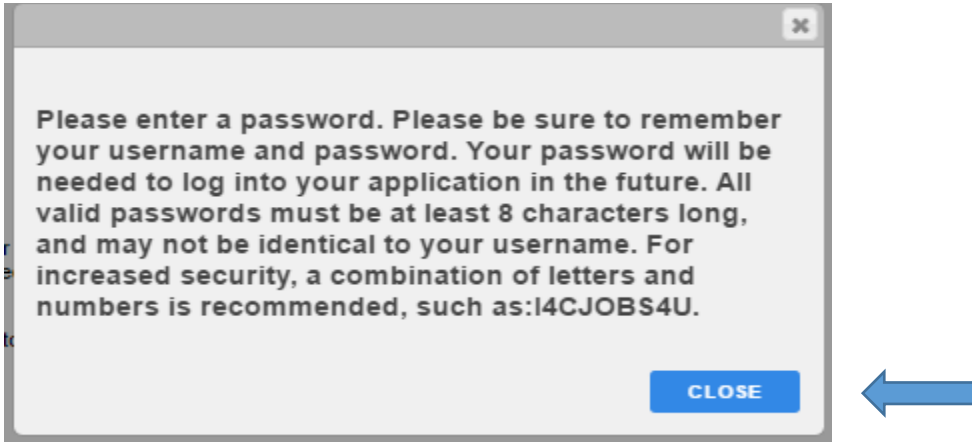 Please enter a password. Please be sure to remember
your username and password. Your password will be
needed to log into your application in the future. All
valid passwords must be at least 8 characters long,
and may not be identical to your username. For
increased security, a combination of letters and
numbers is recommended, such as:I4CJOBS4U.
CLOSE